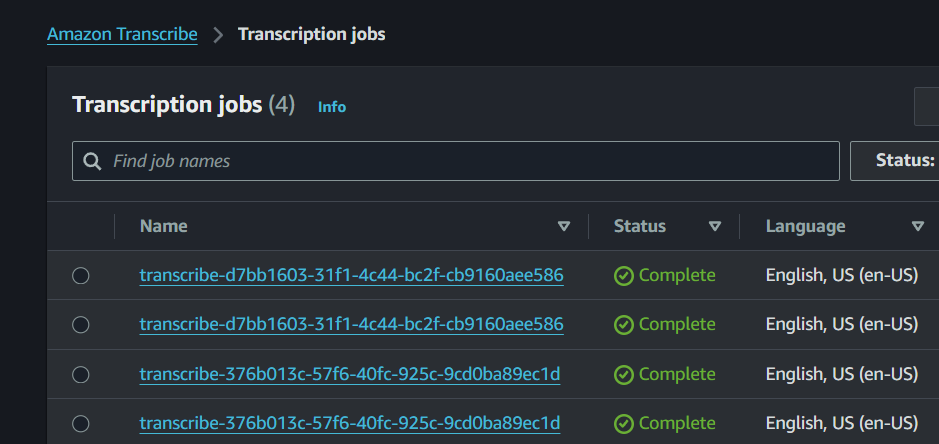 Amazon Transcribe > Transcription jobs
Transcription jobs (4) Info
Find job names Status:
Name Status Language
transcribe-d7bb1603-31f1-4c44-bc2f-cb9160aee586 Complete English, US (en-US)
transcribe-d7bb1603-31f1-4c44-bc2f-cb9160aee586 Complete English, US (en-US)
transcribe-376b013c-57f6-40fc-925c-9cd0ba89ec1d Complete English, US (en-US)
transcribe-376b013c-57f6-40fc-925c-9cd0ba89ec1d Complete English, US (en-US)